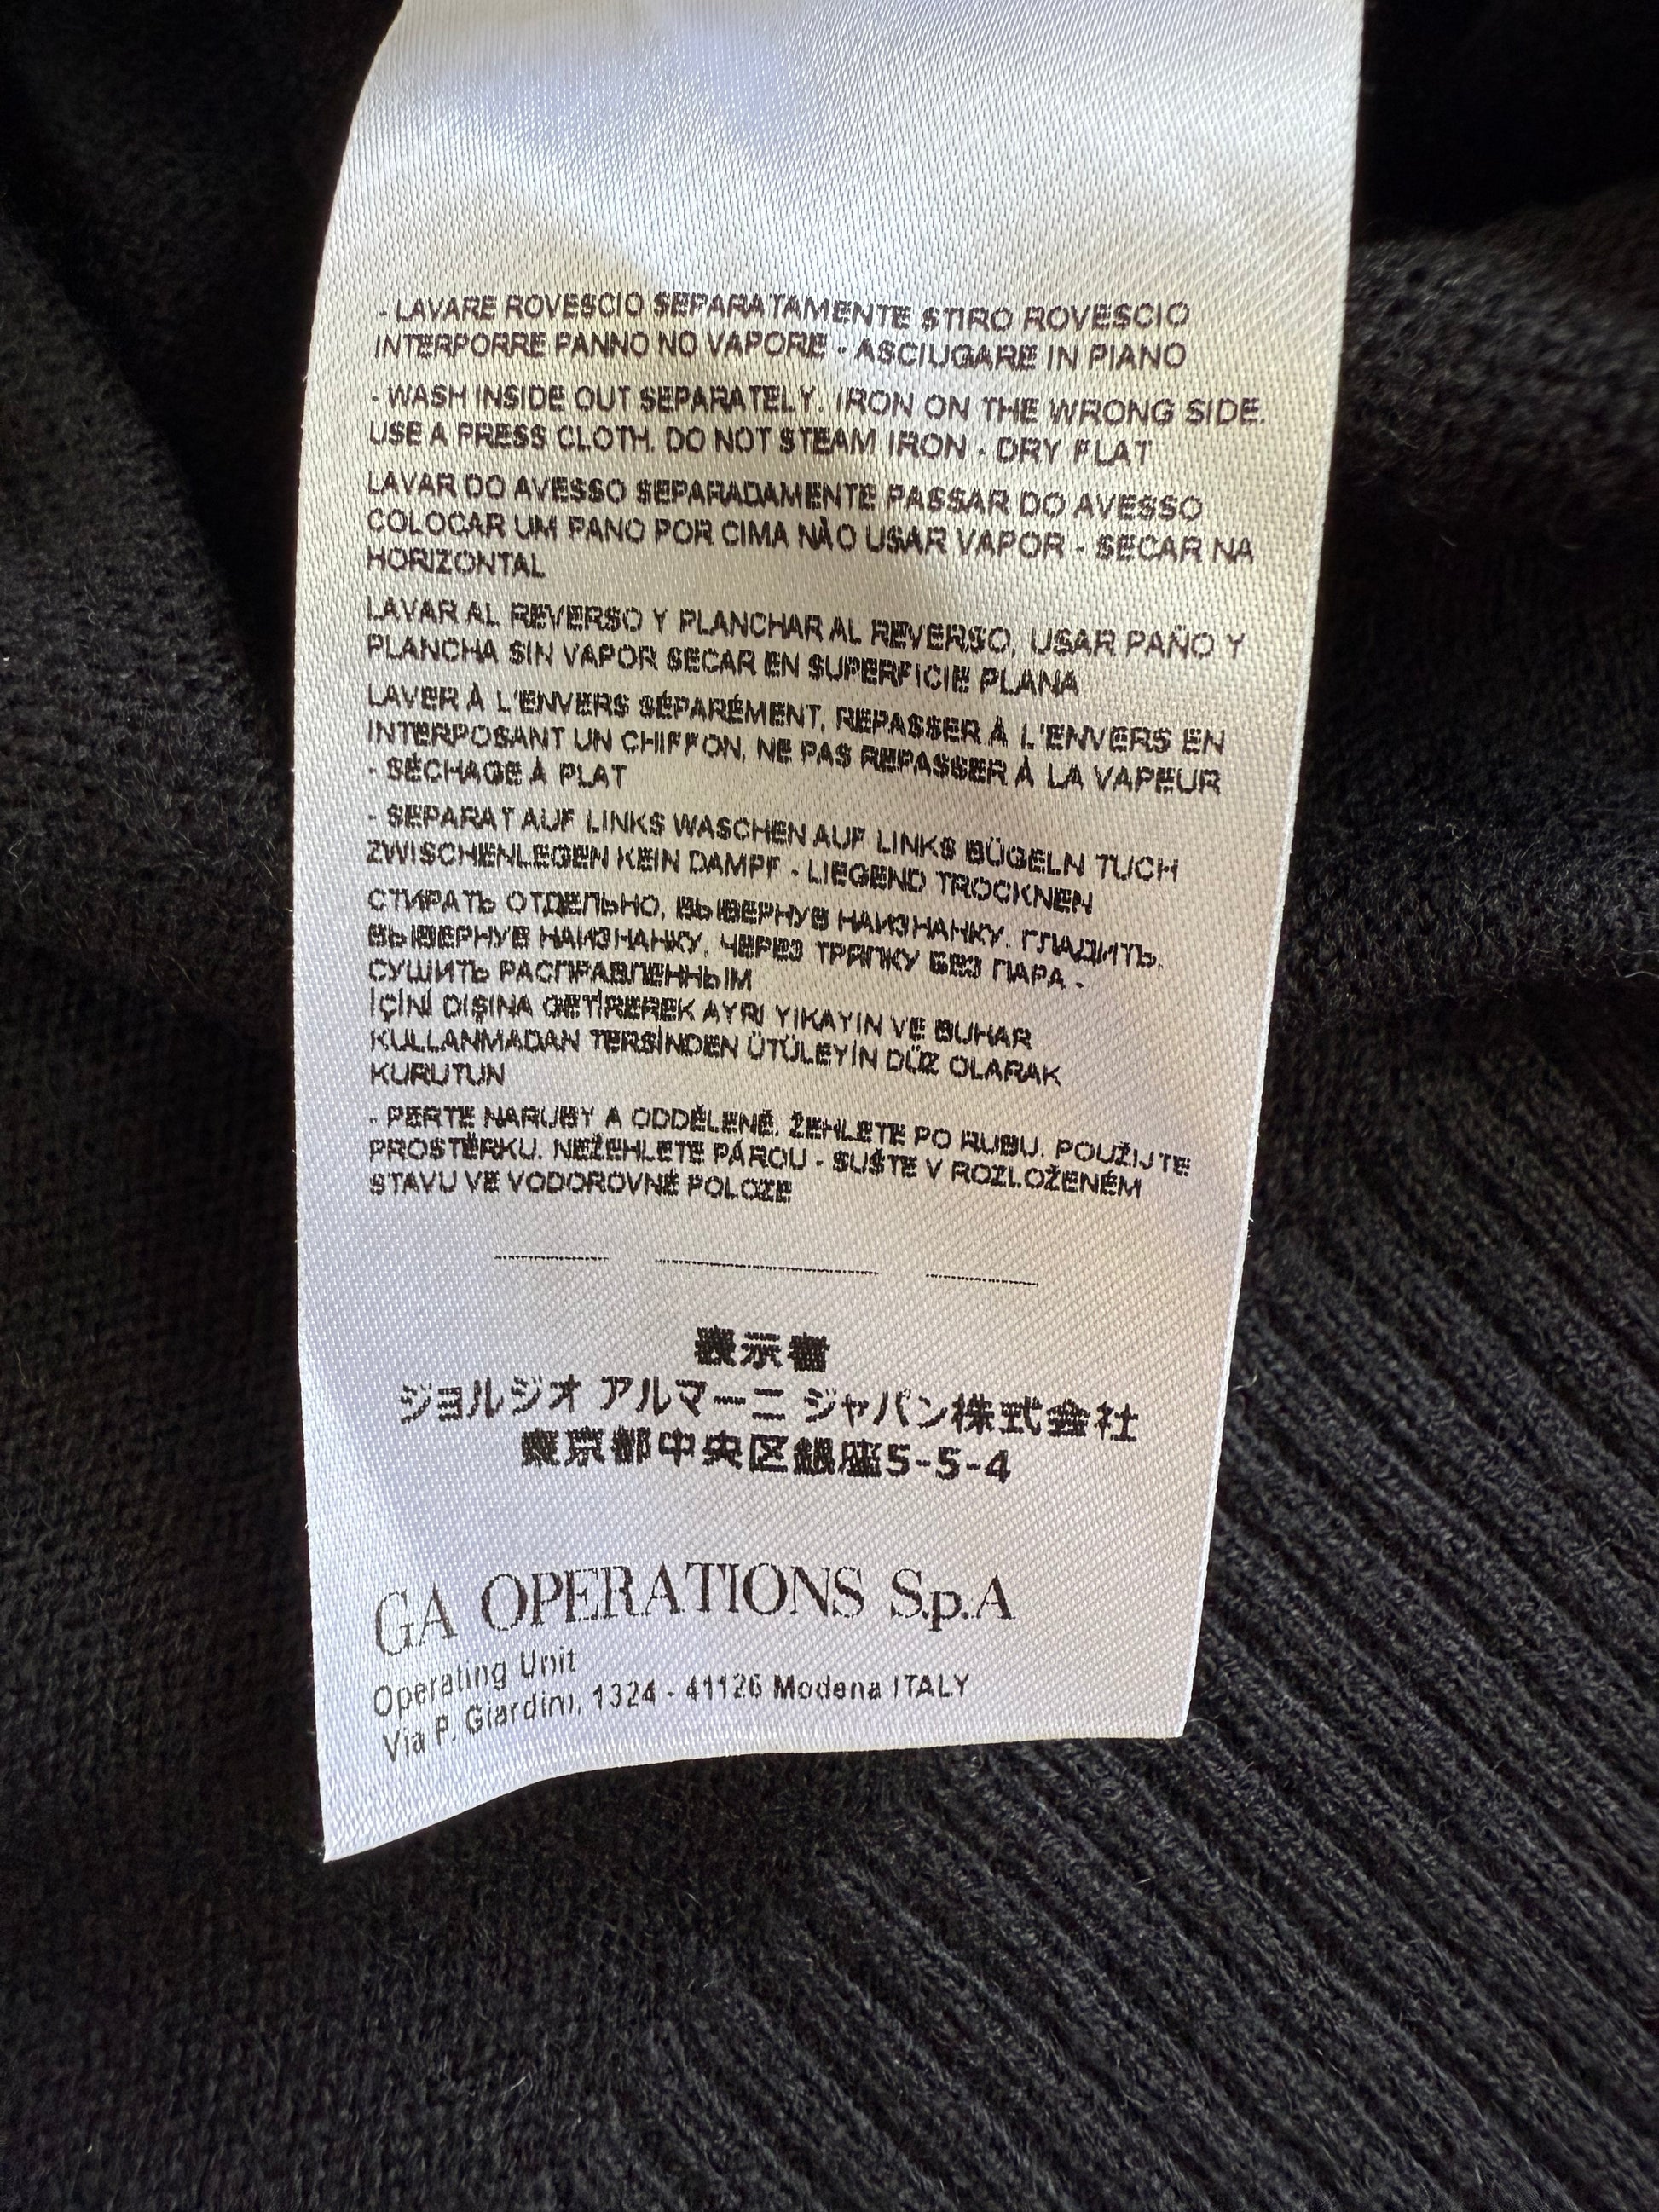 - LAVARE ROVESCIO SEPARATAMENTE STIRO ROVESCIO
INTERPORRE PANNO NO VAPORE - ASCIUGARE IN PIANO
- WASH INSIDE OUT SEPARATELY. IRON ON THE WRONG SIDE.
USE A PRESS CLOTH. DO NOT STEAM IRON - DRY FLAT
LAVAR DO AVESSO SEPARADAMENTE PASSAR DO AVESSO
COLOCAR UM PANO POR CIMA NÃO USAR VAPOR - SECAR NA
HORIZONTAL
LAVAR AL REVERSO Y PLANCHAR AL REVERSO, USAR PAÑO Y
PLANCHA SIN VAPOR SECAR EN SUPERFICIE PLANA
LAVER À L'ENVERS SÉPARÉMENT, REPASSER À L'ENVERS EN
INTERPOSANT UN CHIFFON, NE PAS REPASSER À LA VAPEUR
- SÉCHAGE À PLAT
- SEPARAT AUF LINKS WASCHEN AUF LINKS BÜGELN TUCH
ZWISCHENLEGEN KEIN DAMPF - LIEGEND TROCKNEN
СТИРАТЬ ОТДЕЛЬНО, ВЫВЕРНУВ НАИЗНАНКУ. ГЛАДИТЬ,
ВЫВЕРНУВ НАИЗНАНКУ, ЧЕРЕЗ ТРЯПКУ БЕЗ ПАРА -
СУШИТЬ РАСПРАВЛЕННЫМ
İÇİNİ DIŞINA GETİREREK AYRI YIKAYIN VE BUHAR
KULLANMADAN TERSİNDEN ÜTÜLEYİN DÜZ OLARAK
KURUTUN
- PERTE NARUBY A ODDĚLENĚ. ŽEHLETE PO RUBU. POUŽIJTE
PROSTĚRKU. NEŽEHLETE PÁROU - SUŠTE V ROZLOŽENÉM
STAVU VE VODOROVNÉ POLOZE
表示者
ジョルジオ アルマーニ ジャパン株式会社
東京都中央区銀座5-5-4
GA OPERATIONS S.p.A
Operating Unit
Via P. Giardini, 1324 - 41126 Modena ITALY